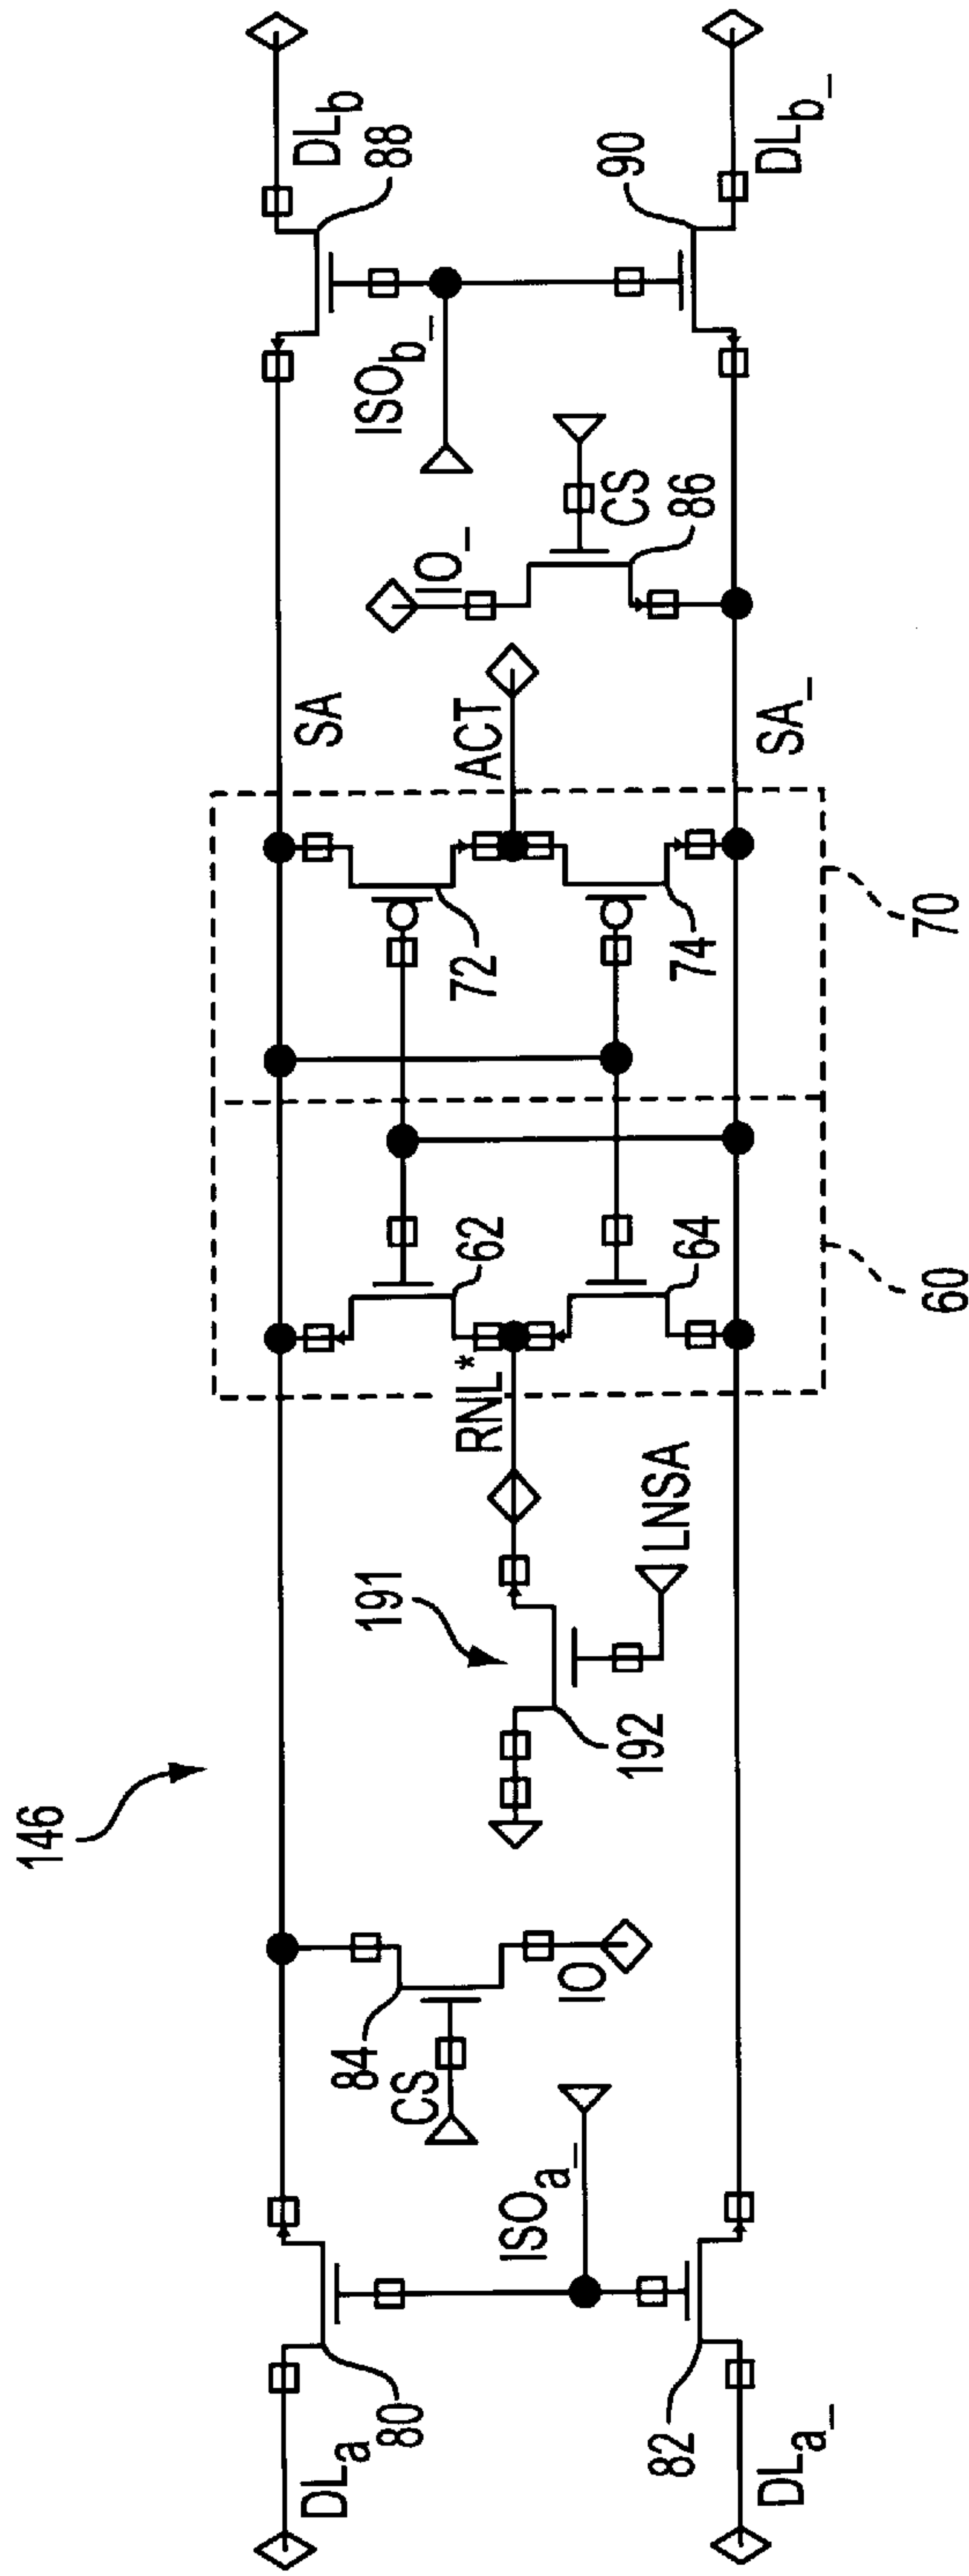 146
DLa
80
82
DLa_
ISOa_
84
CS
IO
191
192
LNSA
RNL*
62
64
60
72
74
70
SA
SA_
ACT
IO_
CS
86
ISOb_
DLb
88
90
DLb_